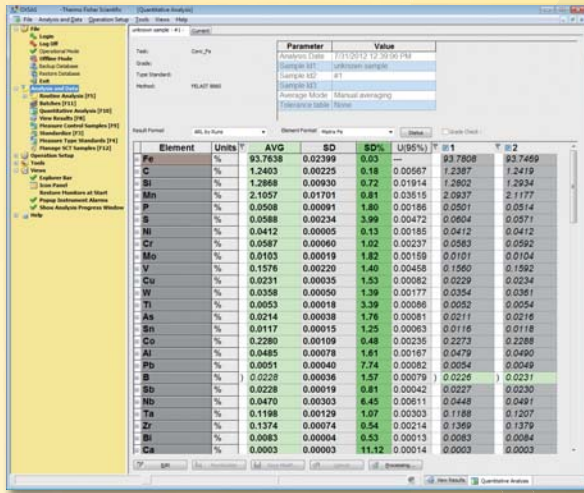 OXSAS -Thermo Fisher Scientific [Quantitative Analysis]
File Analysis and Data Operation Setup Tools Views Help
File
Login
Log Off
Operational Mode
Offline Mode
Backup Database
Restore Database
Exit
Analysis and Data
Routine Analysis [F5]
Batches [F11]
Quantitative Analysis [F10]
View Results [F8]
Measure Control Samples [F9]
Standardize [F3]
Measure Type Standards [F4]
Manage SCT Samples [F12]
Operation Setup
Tools
Views
Explorer Bar
Icon Panel
Restore Monitors at Start
Popup Instrument Alarms
Show Analysis Progress Window
Help
unknown sample - #1 - Current
Task: Conc_Fe
Grade:
Type Standard:
Method:
Parameter Value
Analysis Date 7/31/2012 12:39:06 PM
Sample Id1 unknown sample
Sample Id2 #1
Sample Id3
Average Mode Manual averaging
Tolerance table None
Result Format ARL by Runs Element Format Matrix Fe Status Grade Check -
Element Units AVG SD SD% U(95%) 1 2
Fe % 93.7638 0.02399 0.03 --- 93.7808 93.7469
C % 1.2403 0.00225 0.18 0.00567 1.2387 1.2419
Si % 1.2868 0.00930 0.72 0.01914 1.2802 1.2934
Mn % 2.1057 0.01701 0.81 0.03515 2.0937 2.1177
P % 0.0508 0.00091 1.80 0.00186 0.0501 0.0514
S % 0.0588 0.00234 3.99 0.00472 0.0604 0.0571
Ni % 0.0412 0.00005 0.13 0.00185 0.0412 0.0412
Cr % 0.0587 0.00060 1.02 0.00237 0.0583 0.0592
Mo % 0.0103 0.00019 1.82 0.00159 0.0101 0.0104
V % 0.1576 0.00220 1.40 0.00458 0.1560 0.1592
Cu % 0.0231 0.00035 1.53 0.00082 0.0229 0.0234
W % 0.0358 0.00050 1.39 0.00177 0.0354 0.0361
Ti % 0.0053 0.00018 3.39 0.00086 0.0052 0.0054
As % 0.0214 0.00038 1.76 0.00081 0.0211 0.0216
Sn % 0.0117 0.00015 1.25 0.00063 0.0116 0.0118
Co % 0.2280 0.00109 0.48 0.00235 0.2273 0.2288
Al % 0.0485 0.00078 1.61 0.00167 0.0479 0.0490
Pb % 0.0051 0.00040 7.74 0.00082 0.0054 0.0049
B % ) 0.0228 0.00036 1.57 0.00079 ) 0.0226 ) 0.0231
Sb % 0.0228 0.00019 0.81 0.00042 0.0227 0.0230
Nb % 0.0470 0.00303 6.45 0.00611 0.0448 0.0491
Ta % 0.1198 0.00129 1.07 0.00303 0.1188 0.1207
Zr % 0.1374 0.00074 0.54 0.00214 0.1369 0.1379
Bi % 0.0083 0.00004 0.53 0.00013 0.0083 0.0084
Ca % 0.0003 0.00003 11.12 0.00014 0.0003 0.0003
Edit Processing...
View Results Quantitative Analysis